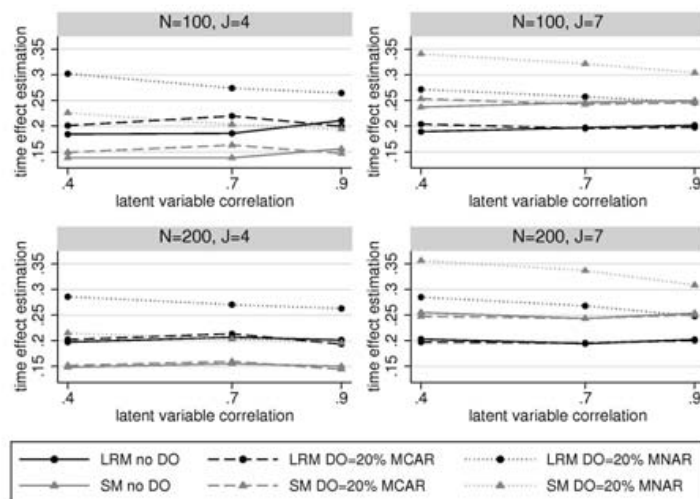 N=100, J=4
time effect estimation
.15 .2 .25 .3 .35
.4 .7 .9
latent variable correlation
N=100, J=7
time effect estimation
.15 .2 .25 .3 .35
.4 .7 .9
latent variable correlation
N=200, J=4
time effect estimation
.15 .2 .25 .3 .35
.4 .7 .9
latent variable correlation
N=200, J=7
time effect estimation
.15 .2 .25 .3 .35
.4 .7 .9
latent variable correlation
LRM no DO
LRM DO=20% MCAR
LRM DO=20% MNAR
SM no DO
SM DO=20% MCAR
SM DO=20% MNAR